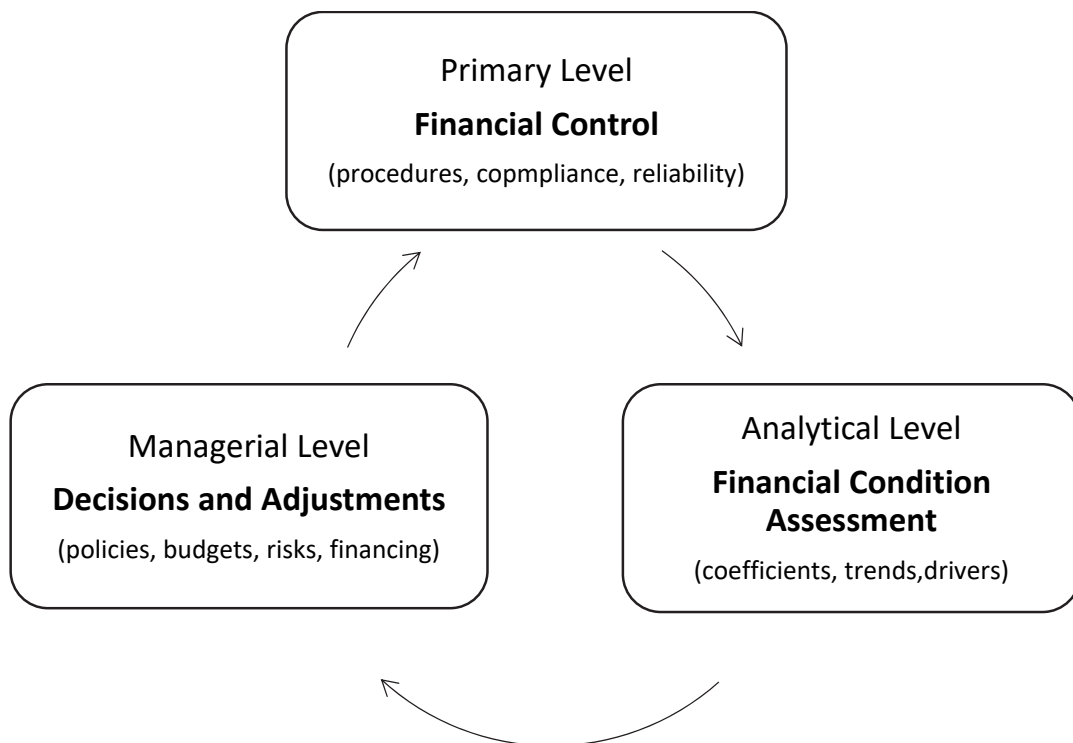 Primary Level
Financial Control
(procedures, copmpliance, reliability)
Managerial Level
Decisions and Adjustments
(policies, budgets, risks, financing)
Analytical Level
Financial Condition
Assessment
(coefficients, trends,drivers)